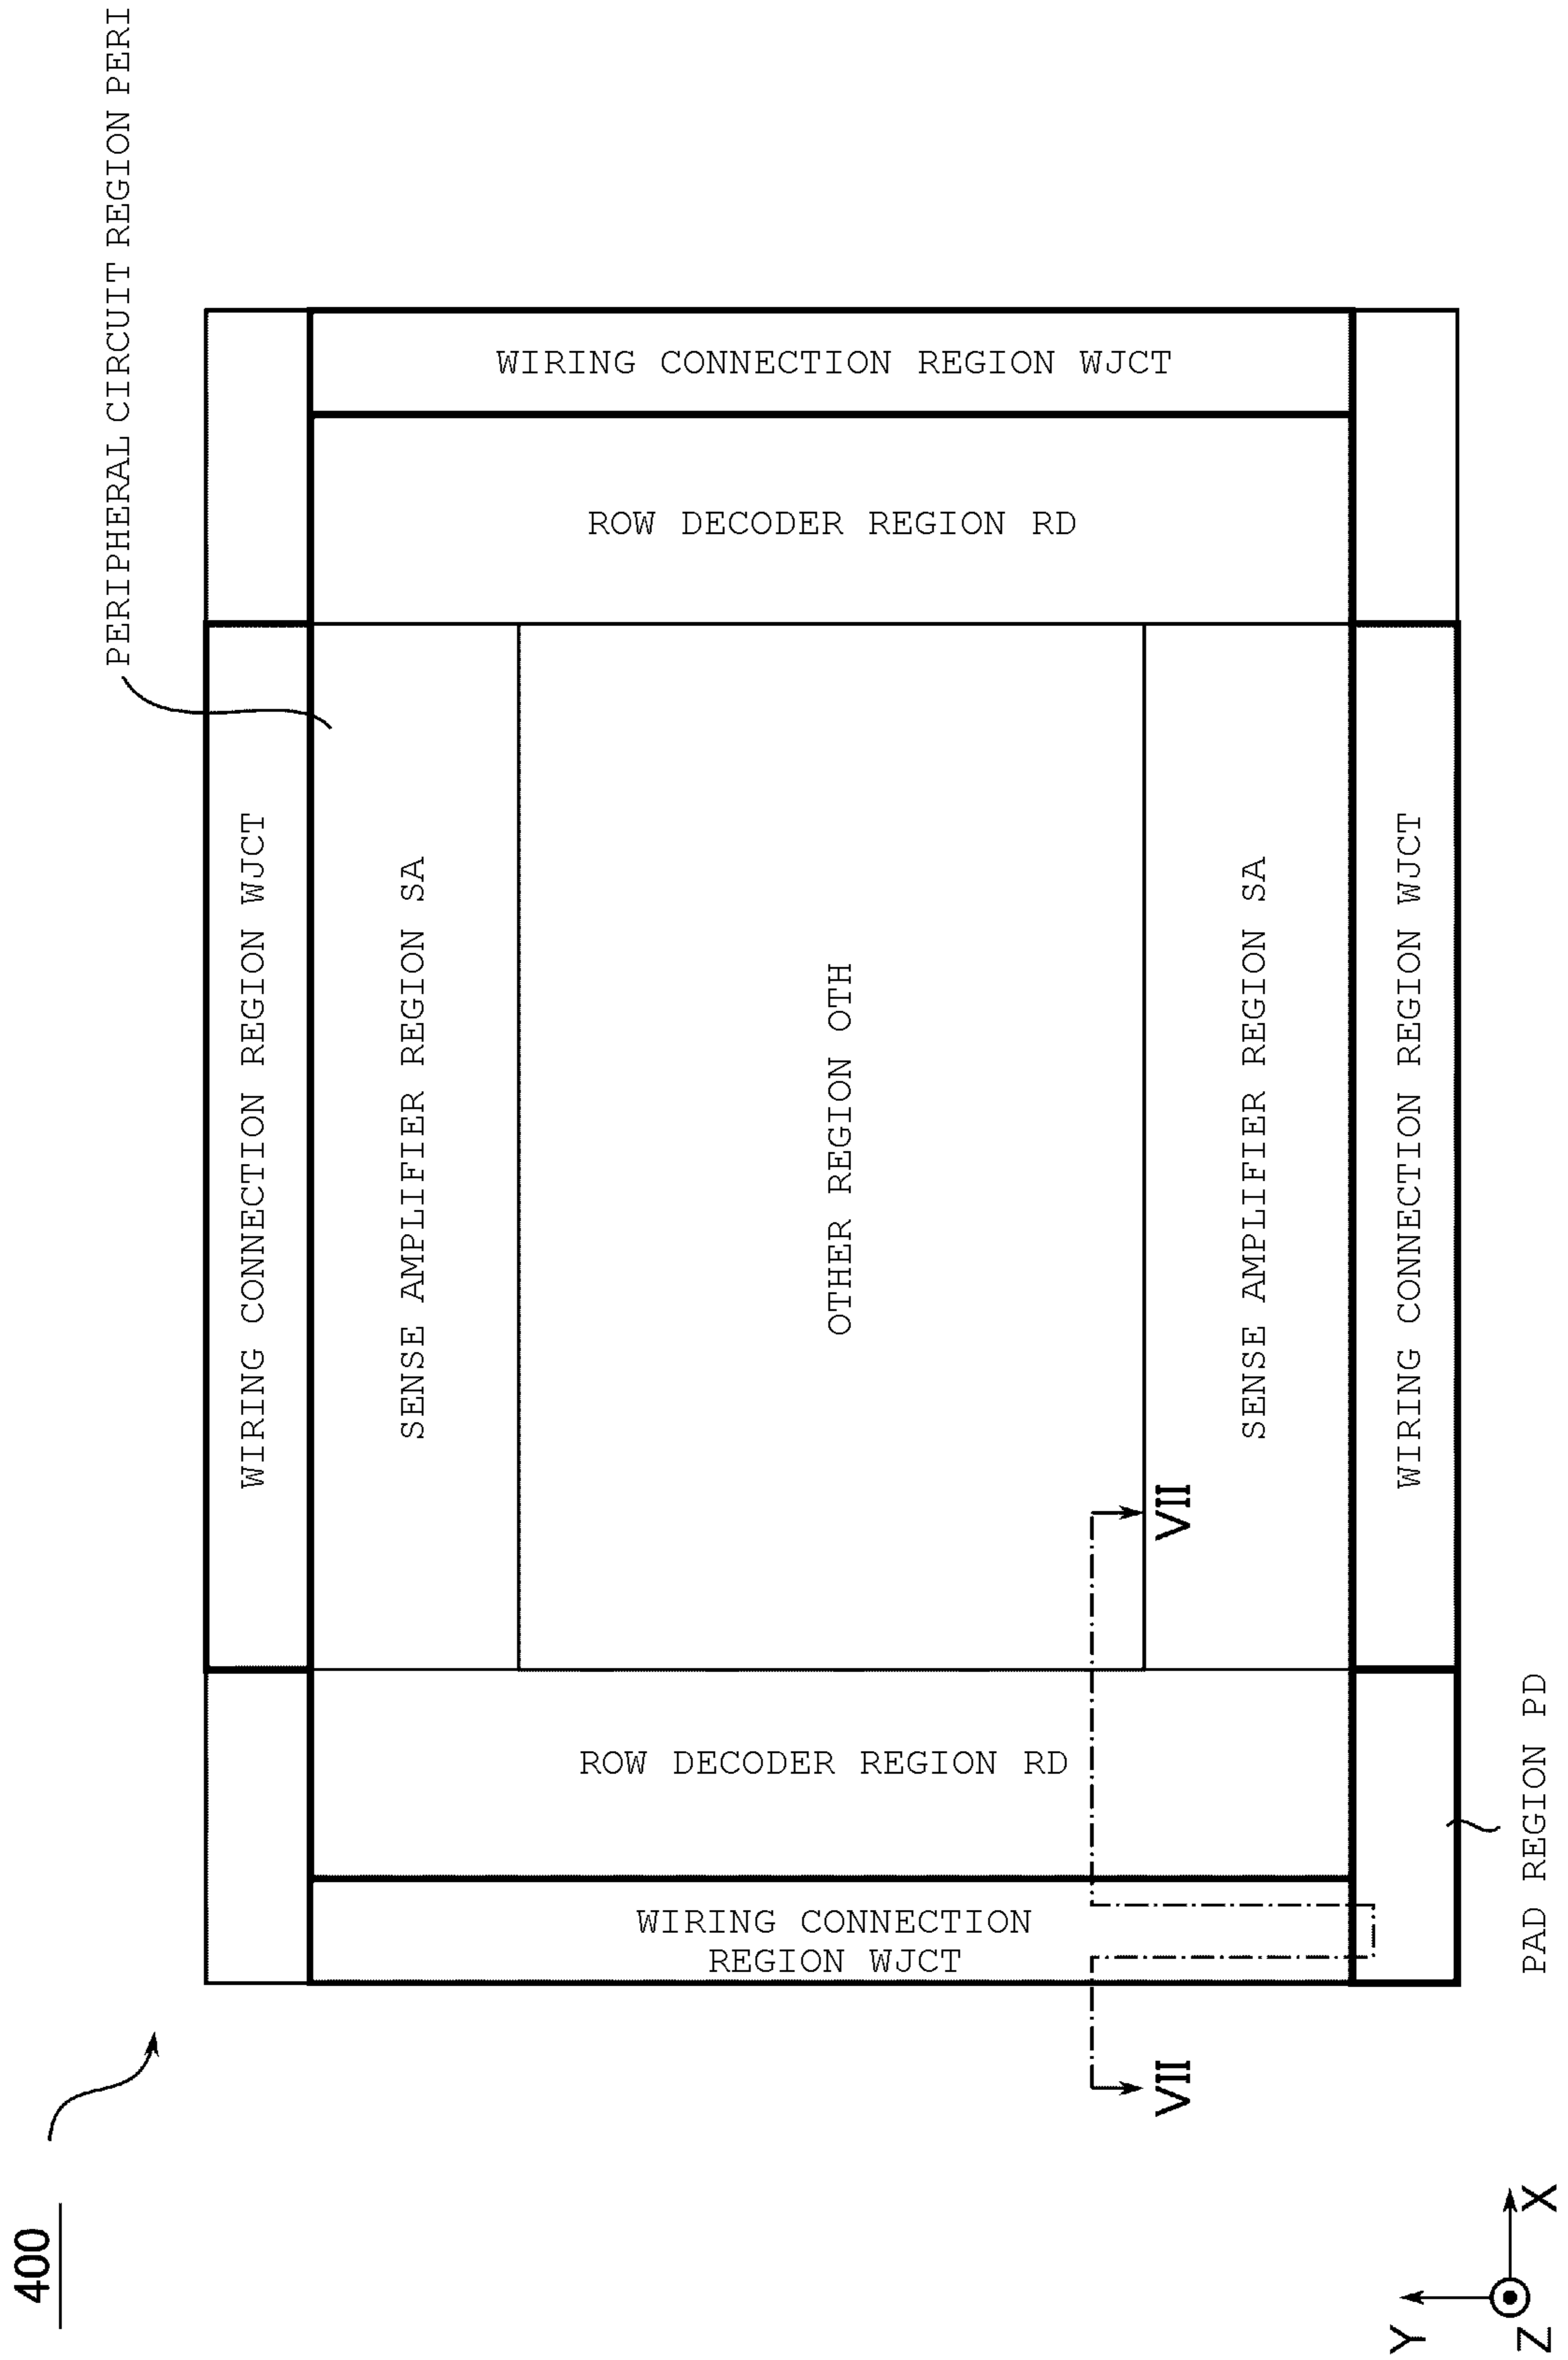 400
PERIPHERAL CIRCUIT REGION PERI
WIRING CONNECTION REGION WJCT
SENSE AMPLIFIER REGION SA
WIRING CONNECTION
REGION WJCT
ROW DECODER REGION RD
OTHER REGION OTH
ROW DECODER REGION RD
WIRING CONNECTION REGION WJCT
SENSE AMPLIFIER REGION SA
VII
VII
WIRING CONNECTION REGION WJCT
PAD REGION PD
Y
Z
X